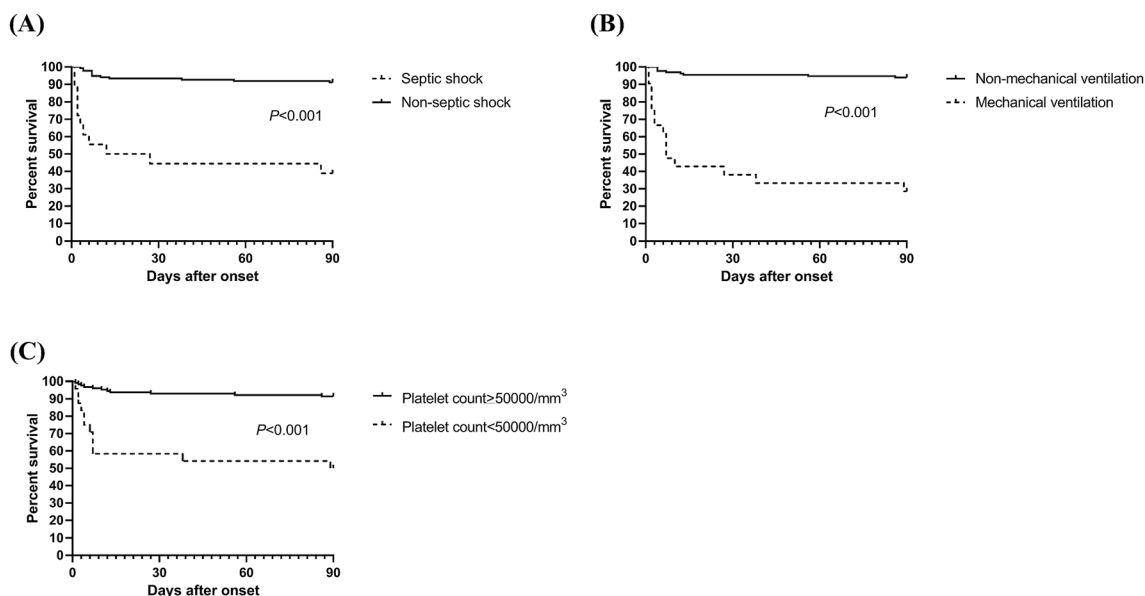 (A)
100
90
80
70
60
50
40
30
20
10
0
Percent survival
0 30 60 90
Days after onset
P<0.001
Septic shock
Non-septic shock
(B)
100
90
80
70
60
50
40
30
20
10
0
Percent survival
0 30 60 90
Days after onset
P<0.001
Non-mechanical ventilation
Mechanical ventilation
(C)
100
90
80
70
60
50
40
30
20
10
0
Percent survival
0 30 60 90
Days after onset
P<0.001
Platelet count>50000/mm³
Platelet count<50000/mm³